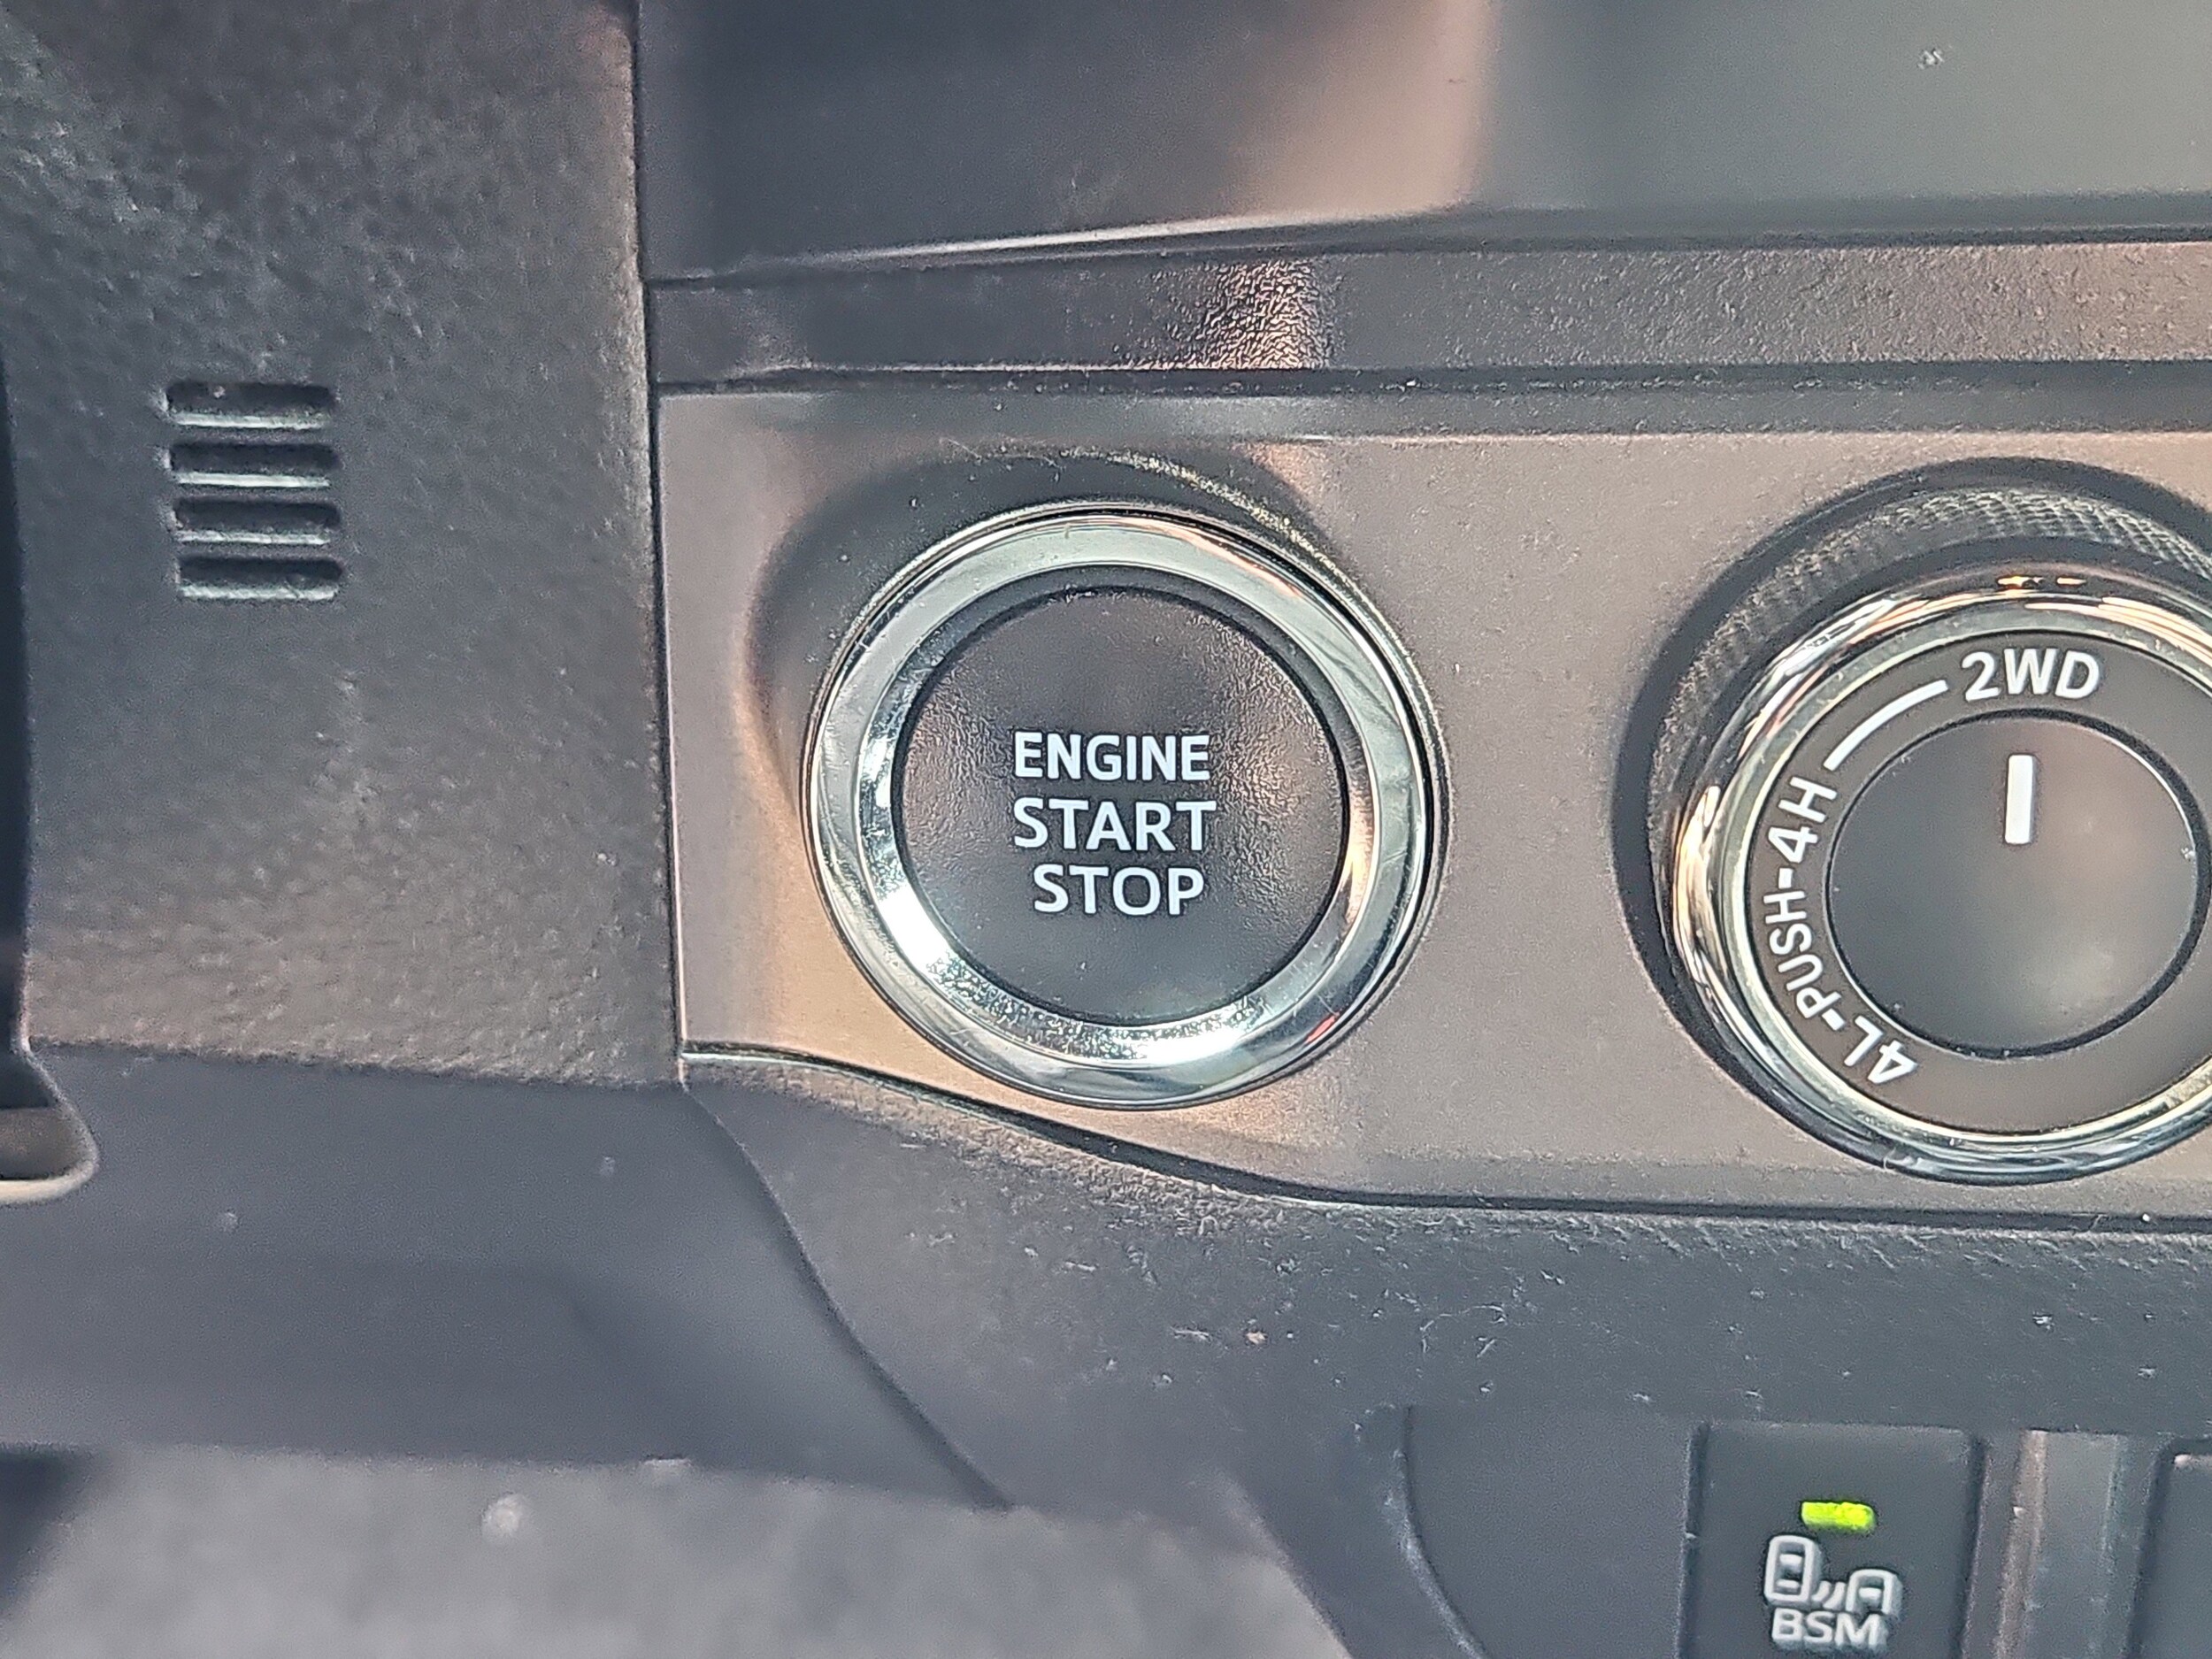 ENGINE
START
STOP
2WD
4L-PUSH-4H
BSM